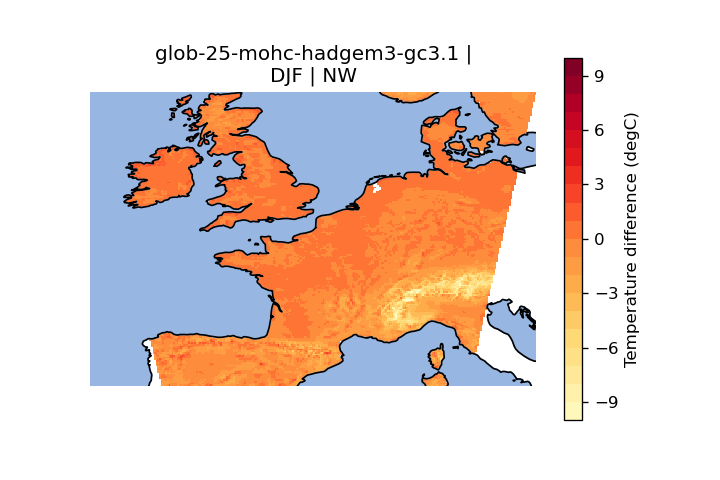 glob-25-mohc-hadgem3-gc3.1 |
DJF | NW
9
6
3
0
−3
−6
−9
Temperature difference (degC)